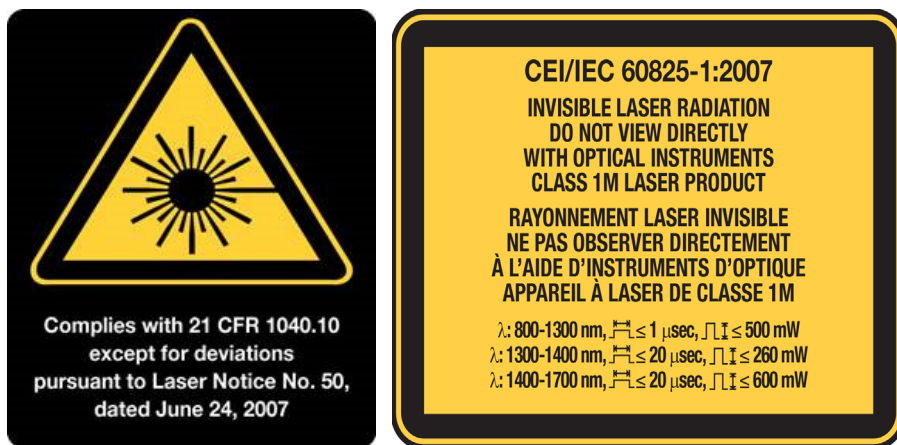 Complies with 21 CFR 1040.10
except for deviations
pursuant to Laser Notice No. 50,
dated June 24, 2007
CEI/IEC 60825-1:2007
INVISIBLE LASER RADIATION
DO NOT VIEW DIRECTLY
WITH OPTICAL INSTRUMENTS
CLASS 1M LASER PRODUCT
RAYONNEMENT LASER INVISIBLE
NE PAS OBSERVER DIRECTEMENT
À L'AIDE D'INSTRUMENTS D'OPTIQUE
APPAREIL À LASER DE CLASSE 1M
λ: 800-1300 nm, ≤ 1 μsec, ≤ 500 mW
λ: 1300-1400 nm, ≤ 20 μsec, ≤ 260 mW
λ: 1400-1700 nm, ≤ 20 μsec, ≤ 600 mW